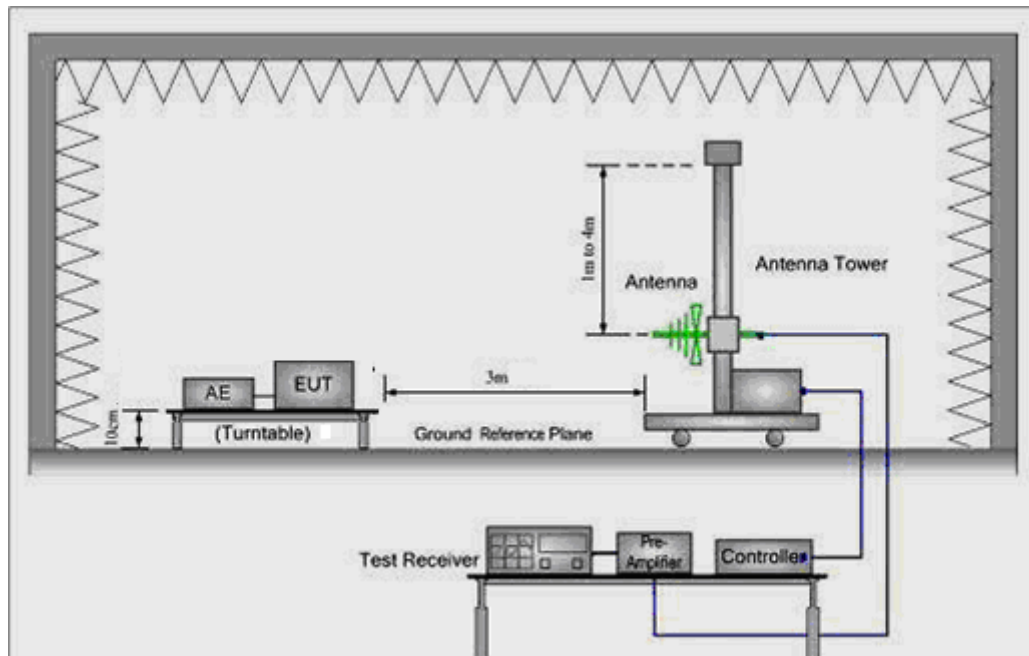 1m to 4m
Antenna
Antenna Tower
AE
EUT
3m
10cm
(Turntable)
Ground Reference Plane
Test Receiver
Pre-
Amplifier
Controller